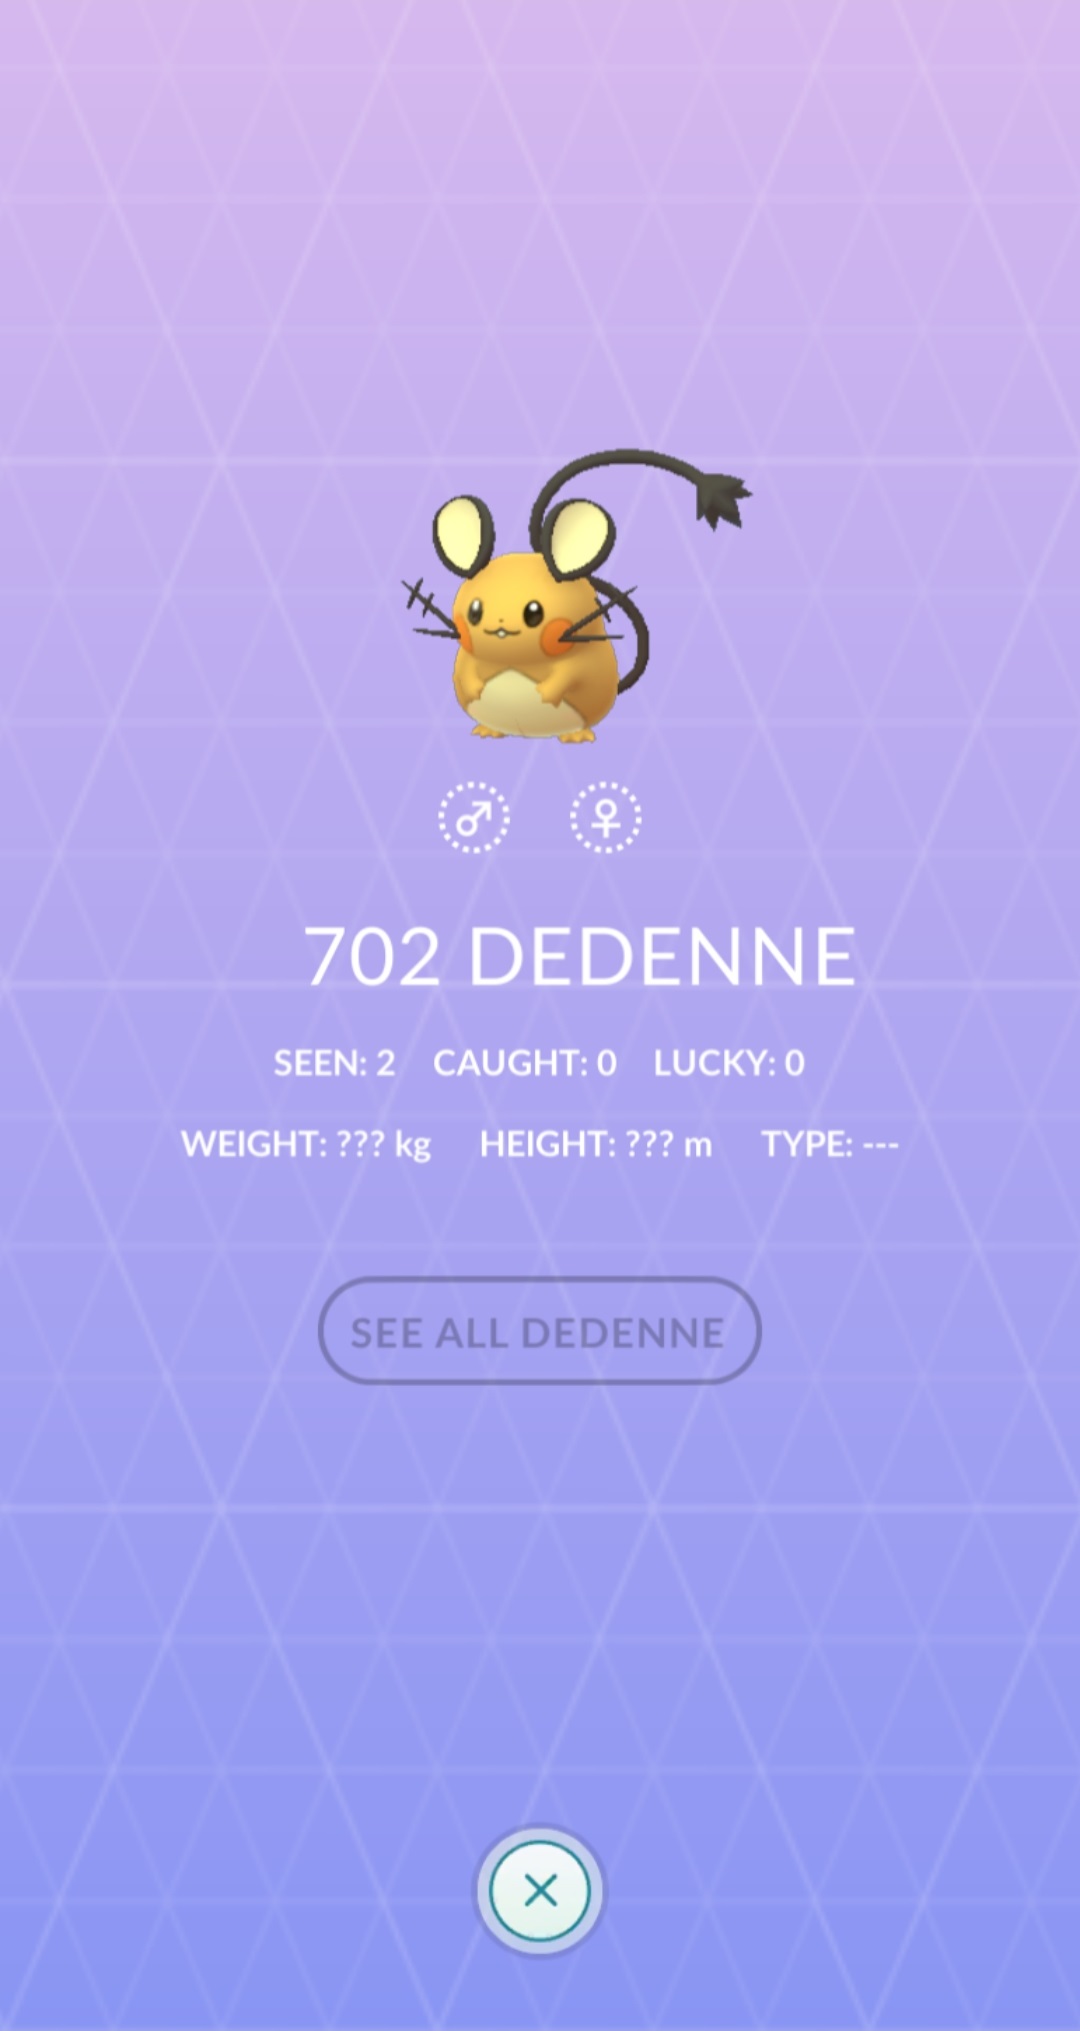 702 DEDENNE
SEEN: 2 CAUGHT: 0 LUCKY: 0
WEIGHT: ??? kg HEIGHT: ??? m TYPE: ---
SEE ALL DEDENNE